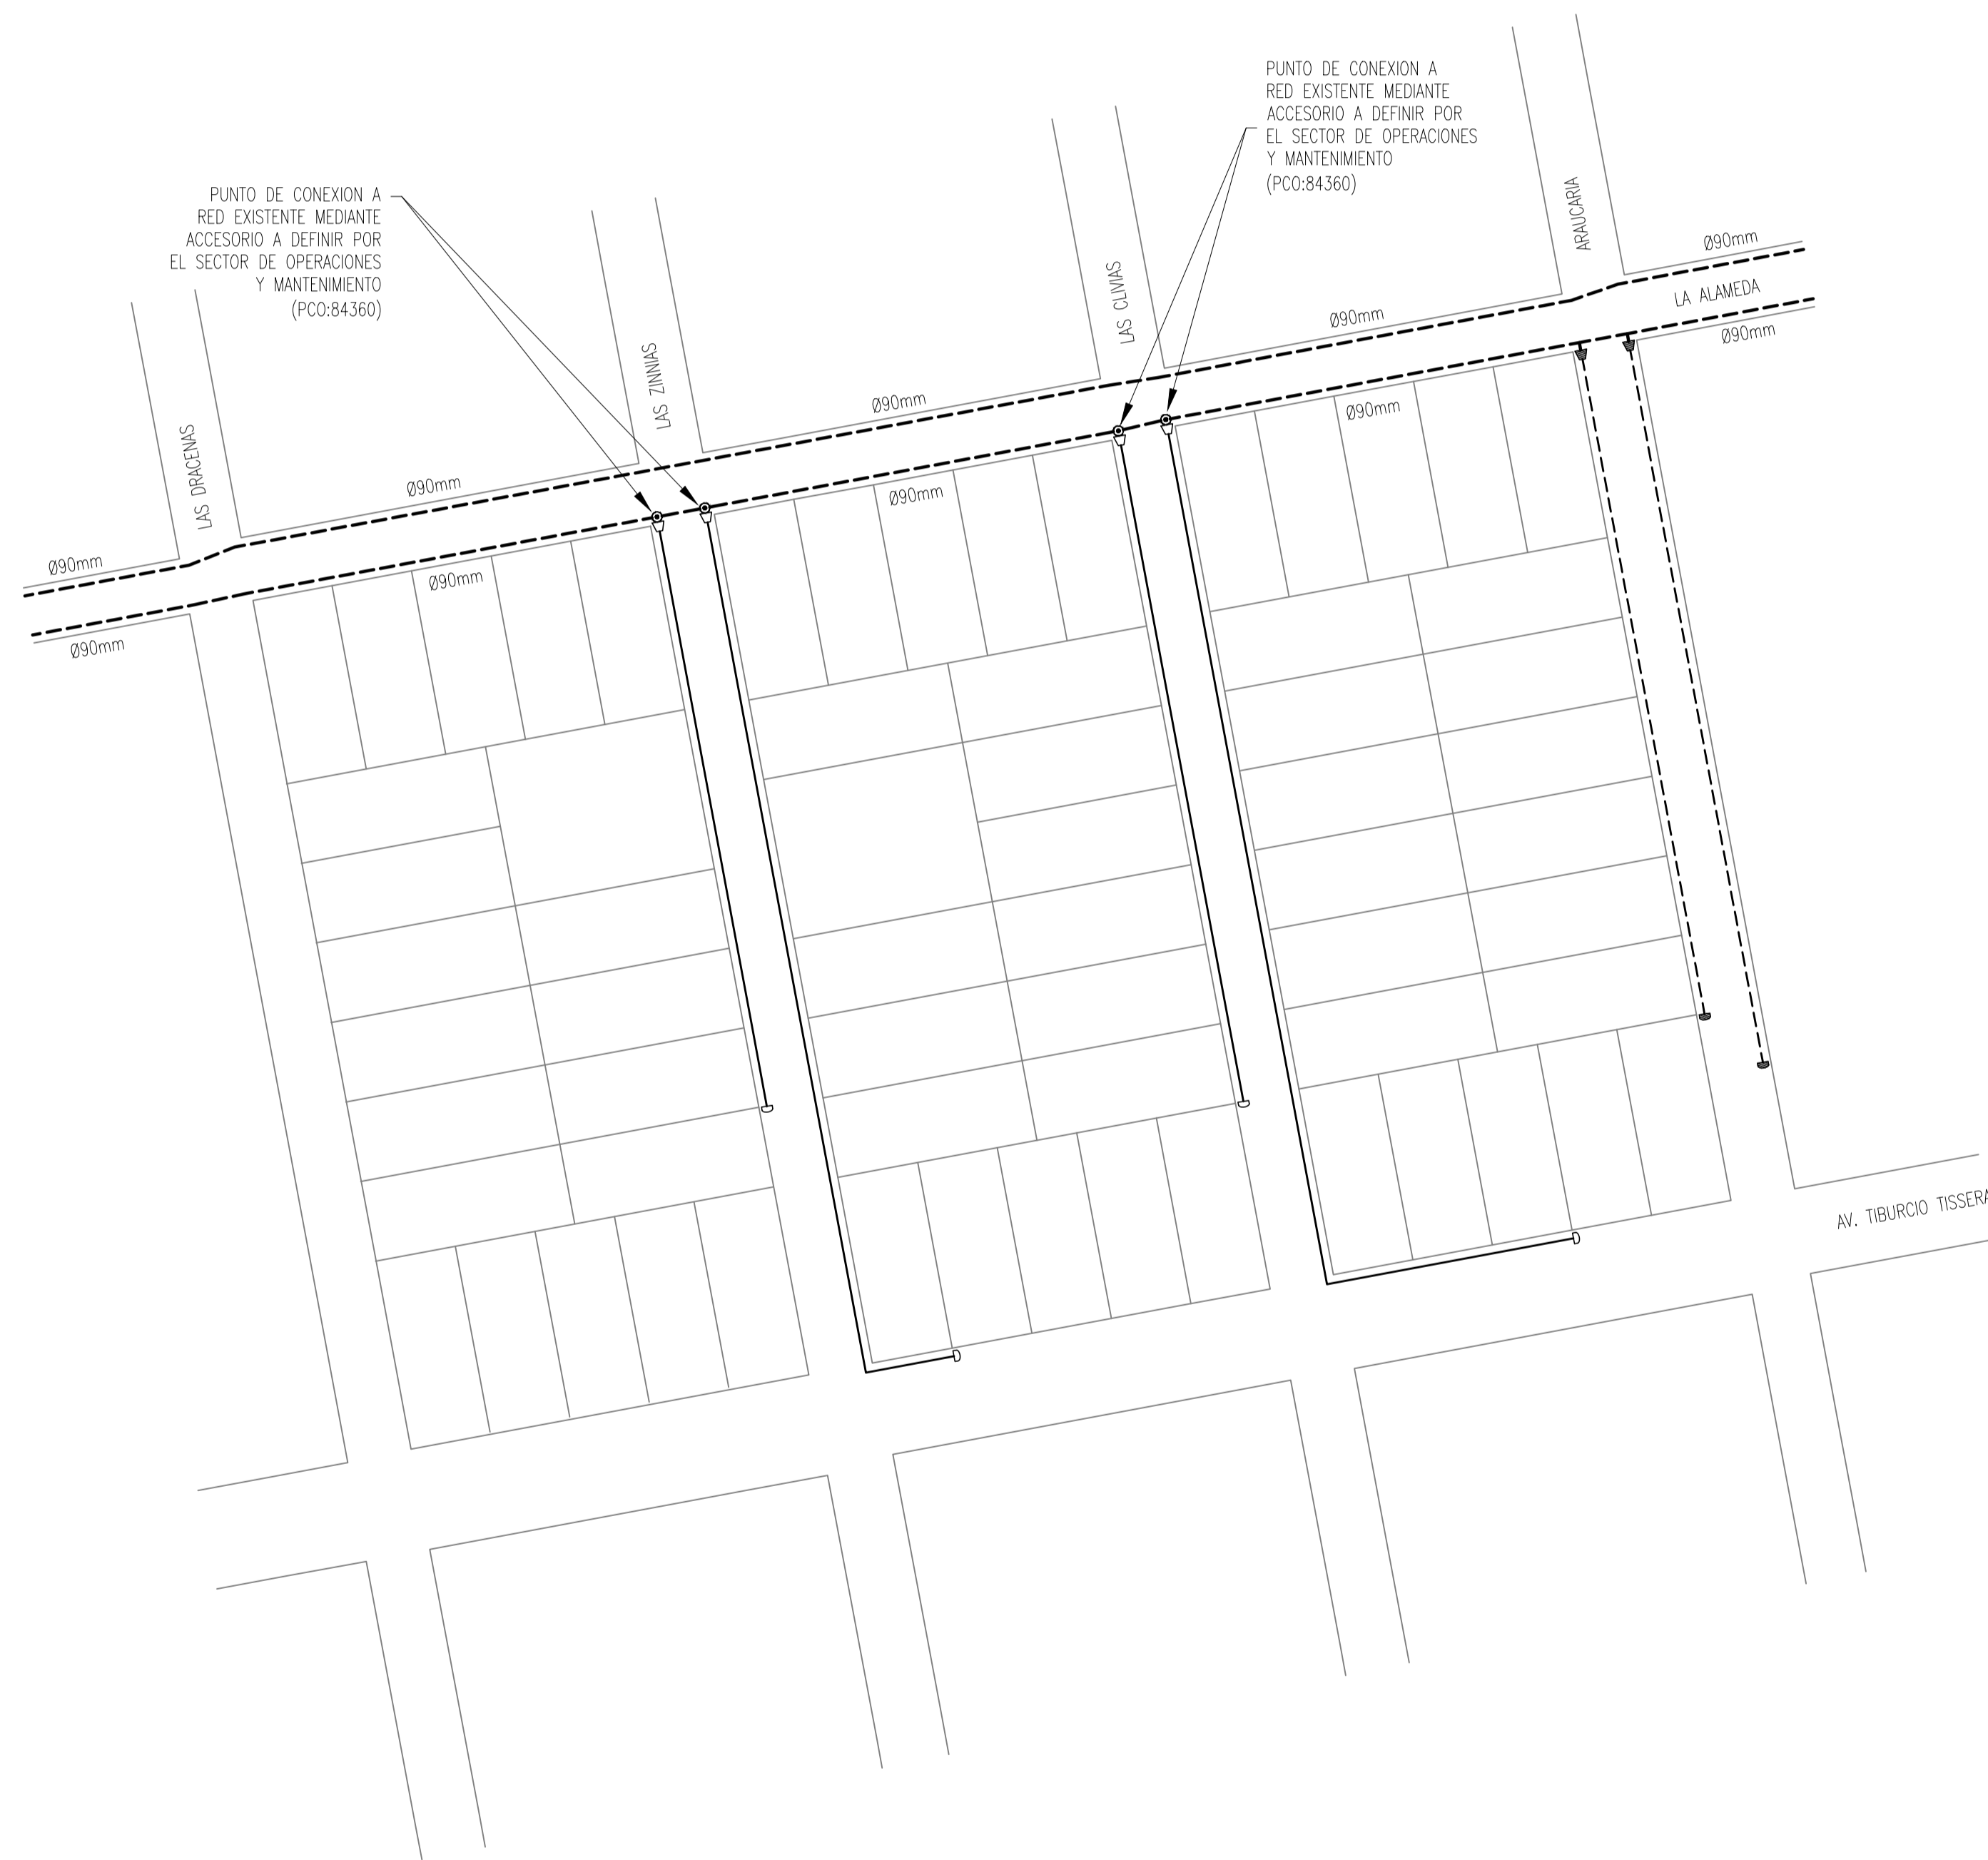 PUNTO DE CONEXION A
RED EXISTENTE MEDIANTE
ACCESORIO A DEFINIR POR
EL SECTOR DE OPERACIONES
Y MANTENIMIENTO
(PCO:84360)
PUNTO DE CONEXION A
RED EXISTENTE MEDIANTE
ACCESORIO A DEFINIR POR
EL SECTOR DE OPERACIONES
Y MANTENIMIENTO
(PCO:84360)
ARAUCARIA
Ø90mm
LA ALAMEDA
Ø90mm
LAS CLIVIAS
Ø90mm
Ø90mm
LAS ZINNIAS
Ø90mm
Ø90mm
LAS DRACENAS
Ø90mm
Ø90mm
Ø90mm
Ø90mm
AV. TIBURCIO TISSERA